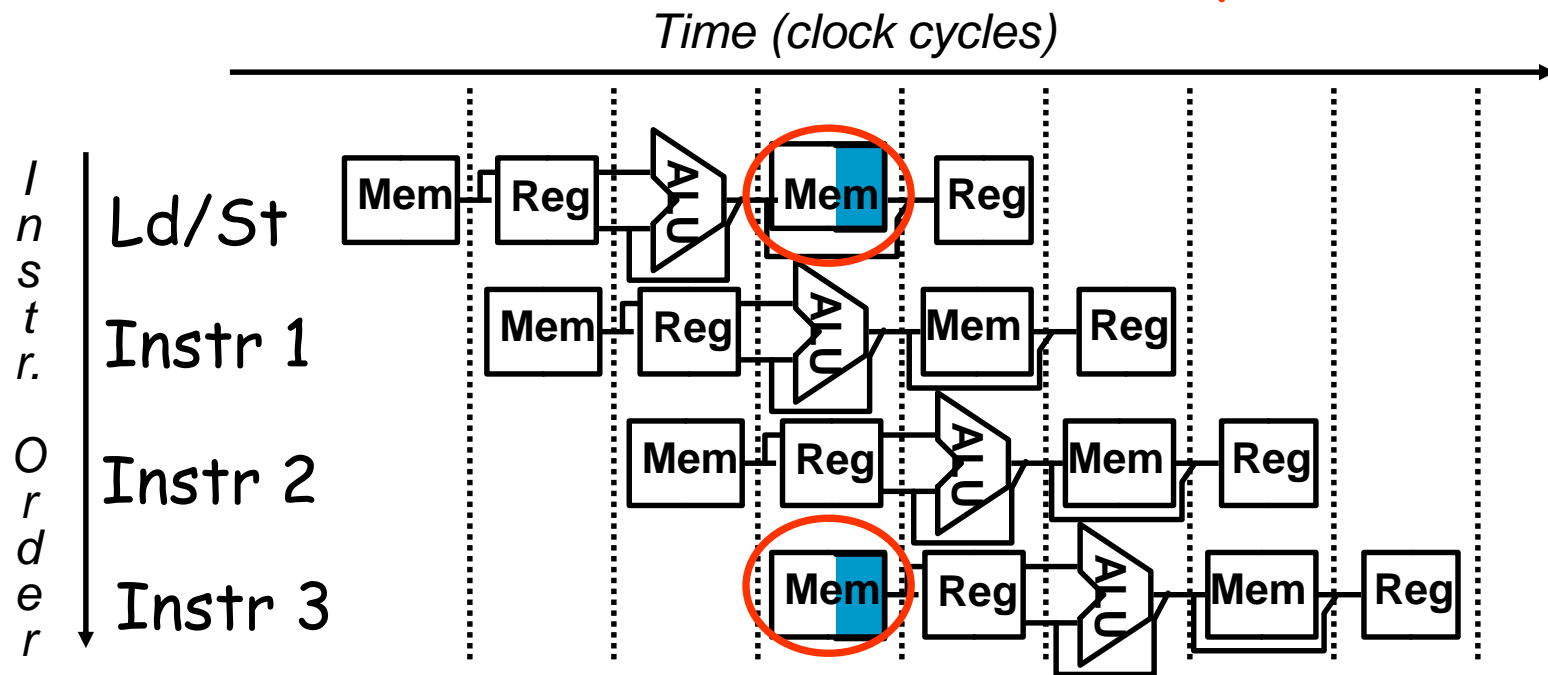 Time (clock cycles)
Instr. Order
Ld/St Mem Reg ALU Mem Reg
Instr 1 Mem Reg ALU Mem Reg
Instr 2 Mem Reg ALU Mem Reg
Instr 3 Mem Reg ALU Mem Reg